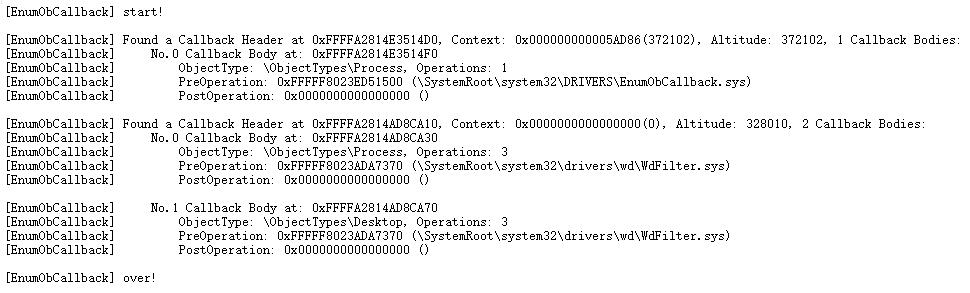 [EnumObCallback] start!
[EnumObCallback] Found a Callback Header at 0xFFFFA2814E3514D0, Context: 0x000000000005AD86(372102), Altitude: 372102, 1 Callback Bodies:
[EnumObCallback] No.0 Callback Body at: 0xFFFFA2814E3514F0
[EnumObCallback] ObjectType: \ObjectTypes\Process, Operations: 1
[EnumObCallback] PreOperation: 0xFFFFF8023ED51500 (\SystemRoot\system32\DRIVERS\EnumObCallback.sys)
[EnumObCallback] PostOperation: 0x0000000000000000 ()
[EnumObCallback] Found a Callback Header at 0xFFFFA2814AD8CA10, Context: 0x0000000000000000(0), Altitude: 328010, 2 Callback Bodies:
[EnumObCallback] No.0 Callback Body at: 0xFFFFA2814AD8CA30
[EnumObCallback] ObjectType: \ObjectTypes\Process, Operations: 3
[EnumObCallback] PreOperation: 0xFFFFF8023ADA7370 (\SystemRoot\system32\drivers\wd\WdFilter.sys)
[EnumObCallback] PostOperation: 0x0000000000000000 ()
[EnumObCallback] No.1 Callback Body at: 0xFFFFA2814AD8CA70
[EnumObCallback] ObjectType: \ObjectTypes\Desktop, Operations: 3
[EnumObCallback] PreOperation: 0xFFFFF8023ADA7370 (\SystemRoot\system32\drivers\wd\WdFilter.sys)
[EnumObCallback] PostOperation: 0x0000000000000000 ()
[EnumObCallback] over!